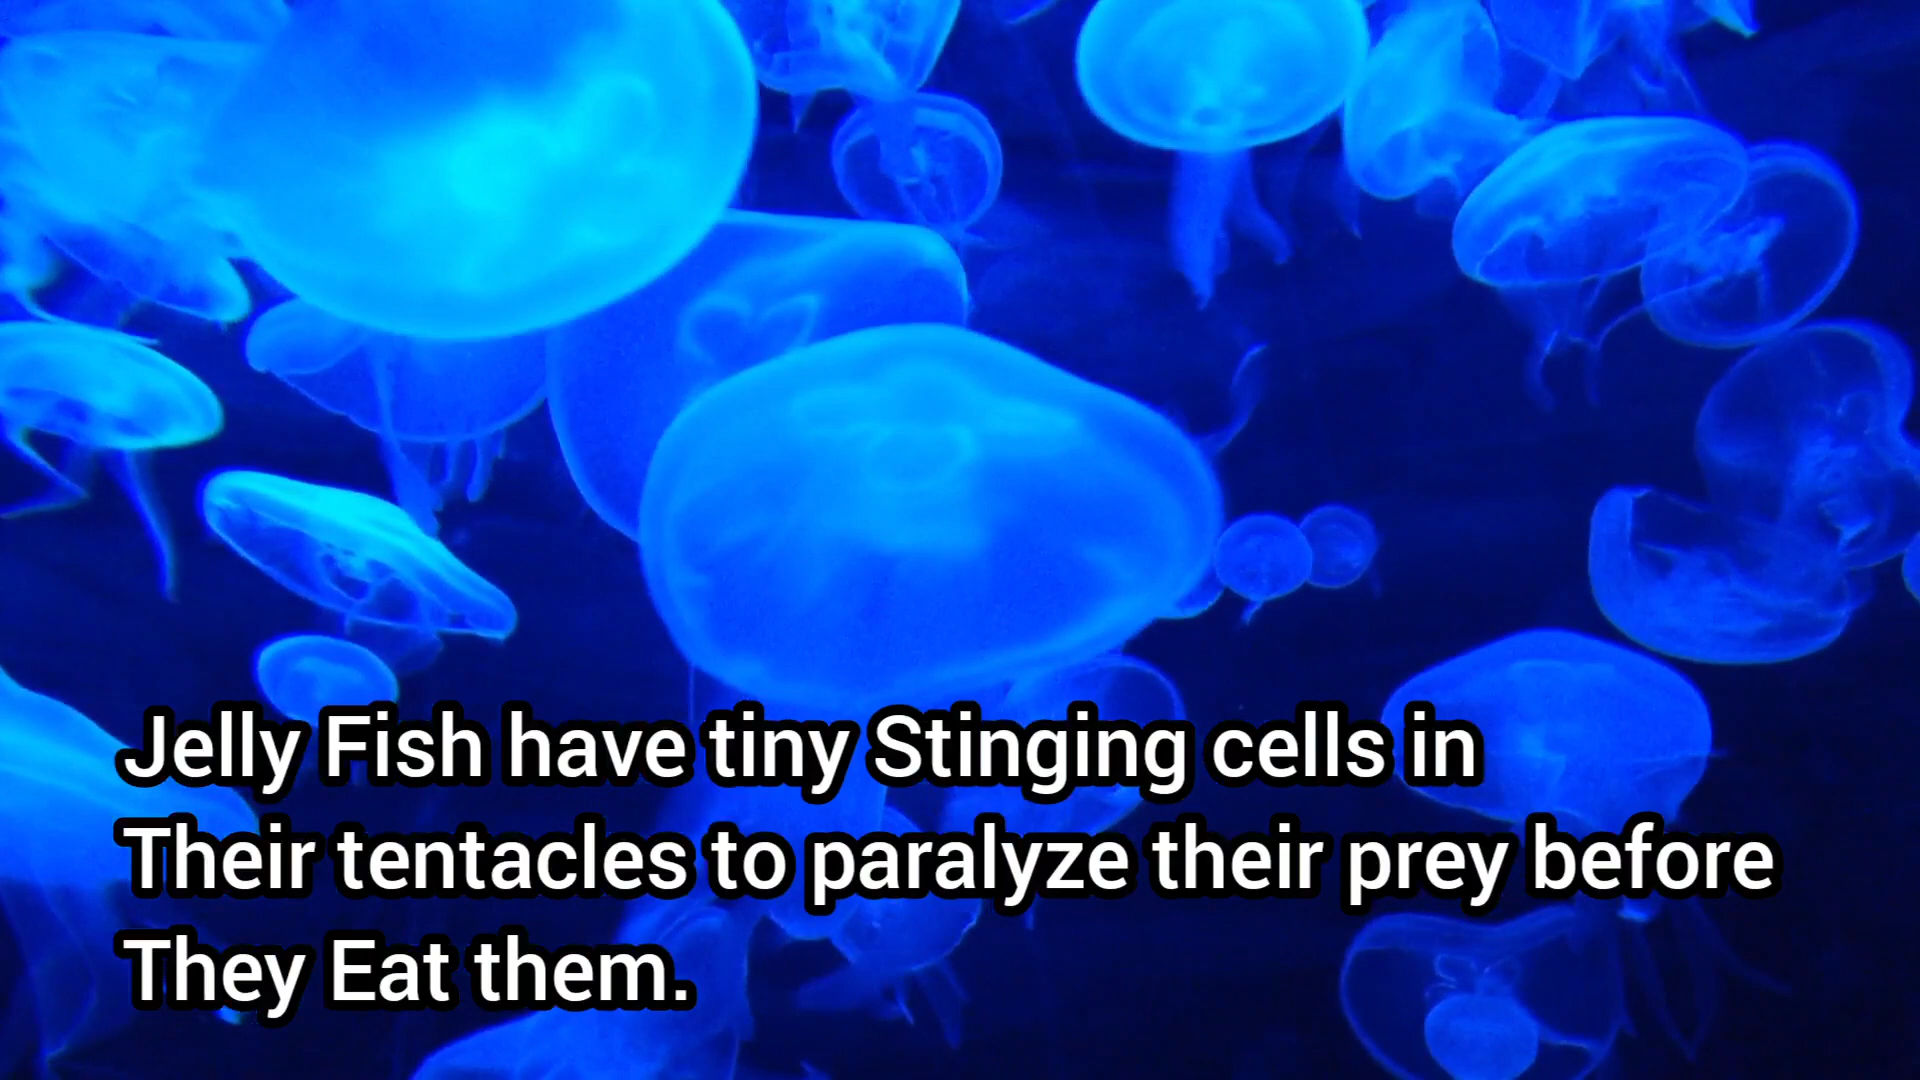 Jelly Fish have tiny Stinging cells in
Their tentacles to paralyze their prey before
They Eat them.